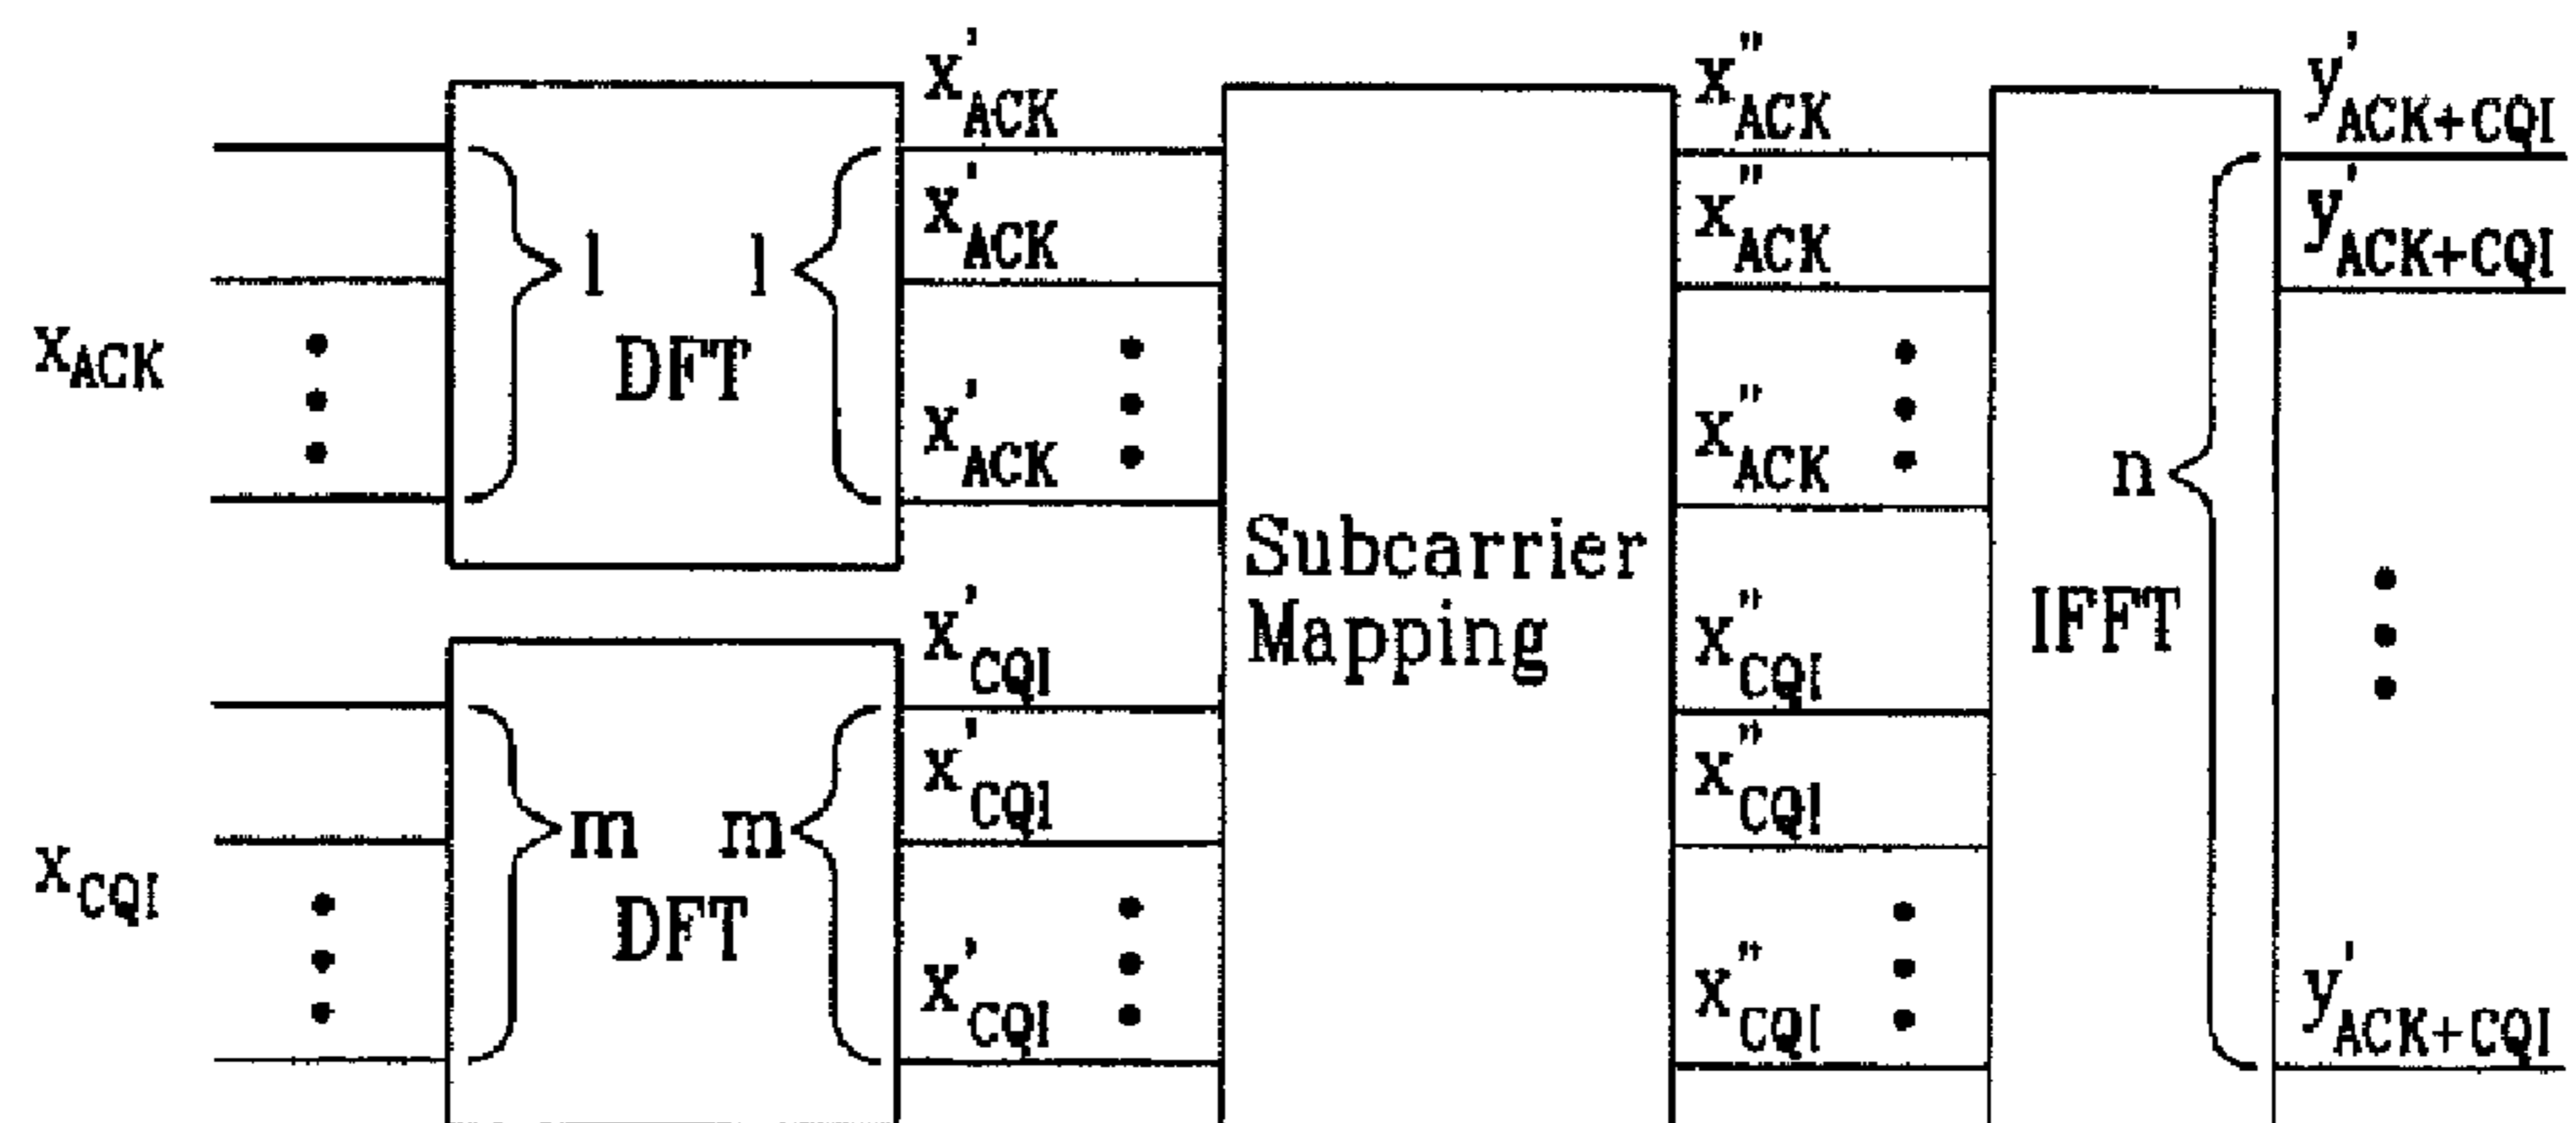 x'ACK x"ACK y'ACK+CQI
x'ACK x"ACK y'ACK+CQI
l l
xACK DFT x'ACK x"ACK n
Subcarrier
Mapping
x'CQI x"CQI IFFT
x'CQI x"CQI
m m
xCQI DFT x'CQI x"CQI y'ACK+CQI